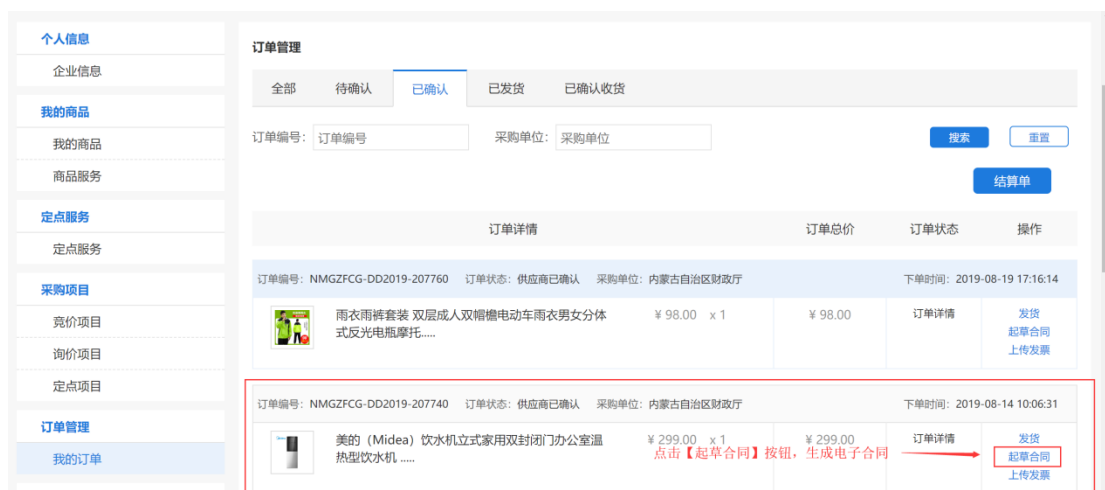 个人信息
企业信息
我的商品
我的商品
商品服务
定点服务
定点服务
采购项目
竞价项目
询价项目
定点项目
订单管理
我的订单
订单管理
全部 待确认 已确认 已发货 已确认收货
订单编号: 订单编号 采购单位: 采购单位 搜索 重置
结算单
订单详情 订单总价 订单状态 操作
订单编号: NMGZFCG-DD2019-207760 订单状态: 供应商已确认 采购单位: 内蒙古自治区财政厅 下单时间: 2019-08-19 17:16:14
雨衣雨裤套装 双层成人双帽檐电动车雨衣男女分体 ¥ 98.00 x 1 ¥ 98.00 订单详情 发货
式反光电瓶摩托..... 起草合同
上传发票
订单编号: NMGZFCG-DD2019-207740 订单状态: 供应商已确认 采购单位: 内蒙古自治区财政厅 下单时间: 2019-08-14 10:06:31
美的（Midea）饮水机立式家用双封闭门办公室温 ¥ 299.00 x 1 ¥ 299.00 订单详情 发货
热型饮水机 ..... 点击【起草合同】按钮，生成电子合同 起草合同
上传发票